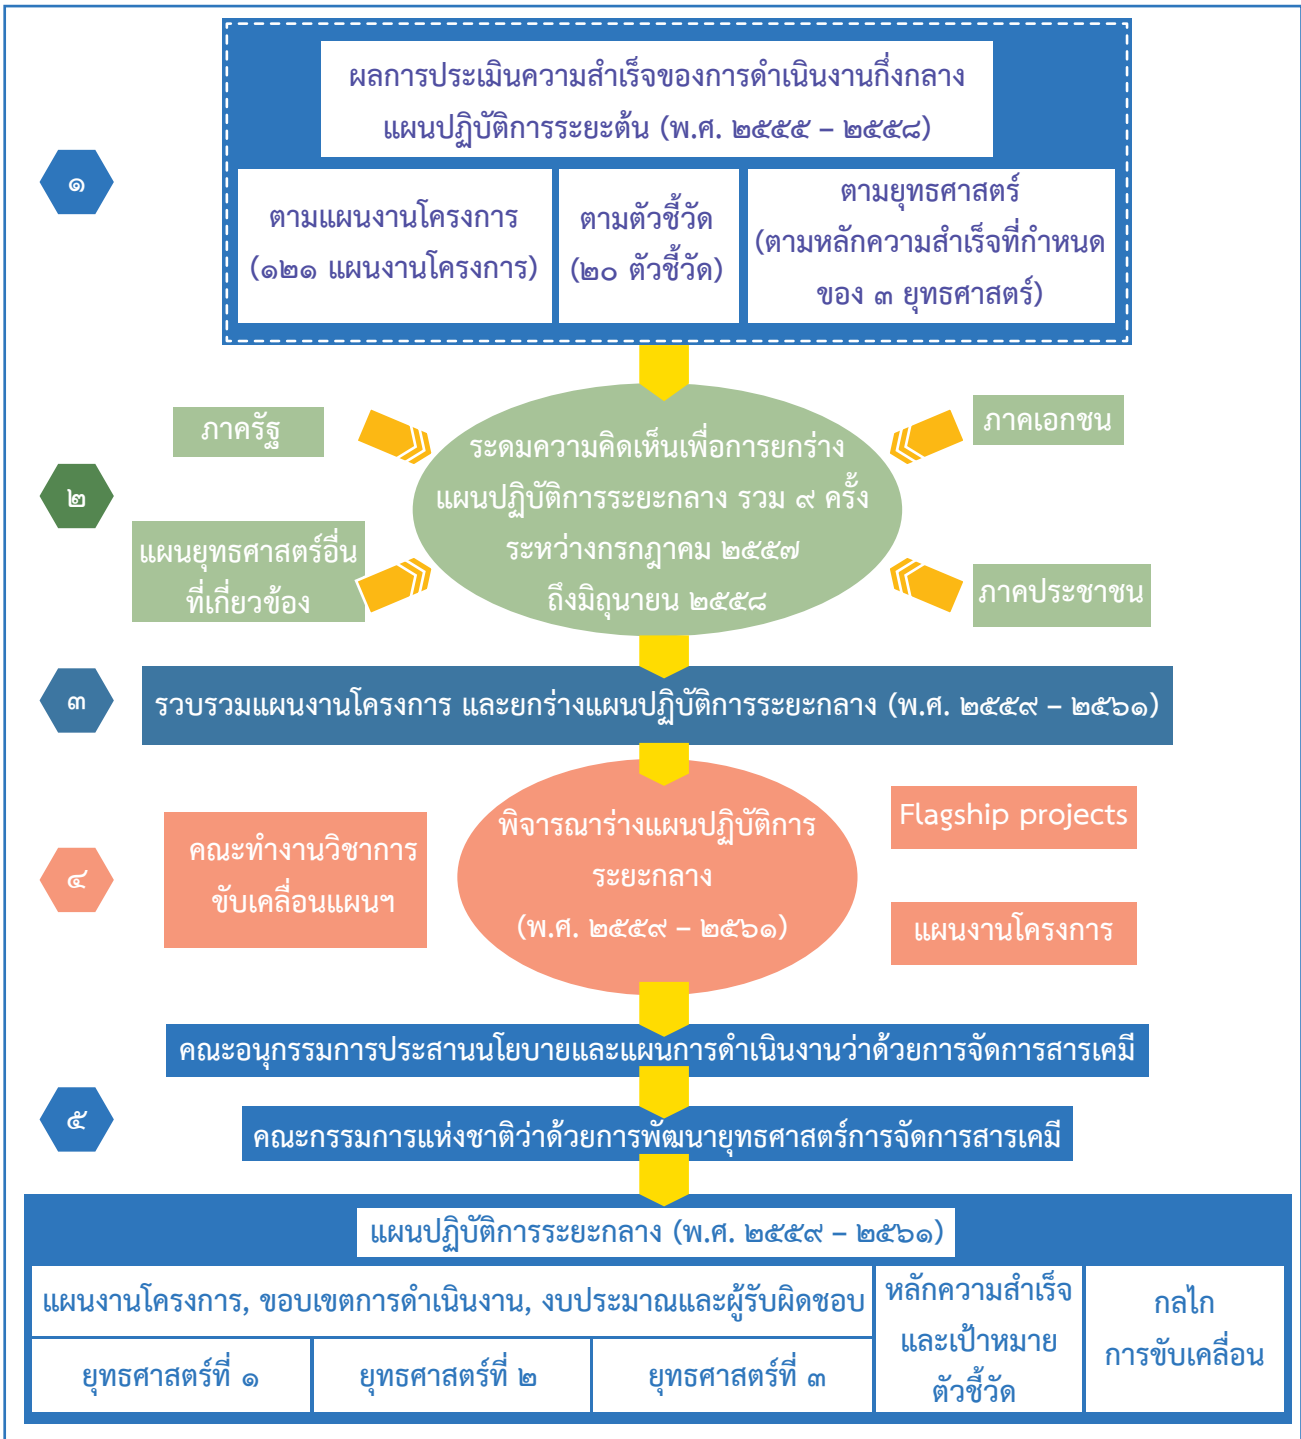 ผลการประเมินความสำเร็จของการดำเนินงานกึ่งกลาง
แผนปฏิบัติการระยะต้น (พ.ศ. ๒๕๕๕ – ๒๕๕๘)
๑
ตามแผนงานโครงการ
(๑๒๑ แผนงานโครงการ)
ตามตัวชี้วัด
(๒๐ ตัวชี้วัด)
ตามยุทธศาสตร์
(ตามหลักความสำเร็จที่กำหนด
ของ ๓ ยุทธศาสตร์)
๒
ภาครัฐ
แผนยุทธศาสตร์อื่น
ที่เกี่ยวข้อง
ระดมความคิดเห็นเพื่อการยกร่าง
แผนปฏิบัติการระยะกลาง รวม ๙ ครั้ง
ระหว่างกรกฎาคม ๒๕๕๗
ถึงมิถุนายน ๒๕๕๘
ภาคเอกชน
ภาคประชาชน
๓
รวบรวมแผนงานโครงการ และยกร่างแผนปฏิบัติการระยะกลาง (พ.ศ. ๒๕๕๙ – ๒๕๖๑)
๔
คณะทำงานวิชาการ
ขับเคลื่อนแผนฯ
พิจารณาร่างแผนปฏิบัติการ
ระยะกลาง
(พ.ศ. ๒๕๕๙ – ๒๕๖๑)
Flagship projects
แผนงานโครงการ
๕
คณะอนุกรรมการประสานนโยบายและแผนการดำเนินงานว่าด้วยการจัดการสารเคมี
คณะกรรมการแห่งชาติว่าด้วยการพัฒนายุทธศาสตร์การจัดการสารเคมี
แผนปฏิบัติการระยะกลาง (พ.ศ. ๒๕๕๙ – ๒๕๖๑)
แผนงานโครงการ, ขอบเขตการดำเนินงาน, งบประมาณและผู้รับผิดชอบ
ยุทธศาสตร์ที่ ๑
ยุทธศาสตร์ที่ ๒
ยุทธศาสตร์ที่ ๓
หลักความสำเร็จ
และเป้าหมาย
ตัวชี้วัด
กลไก
การขับเคลื่อน